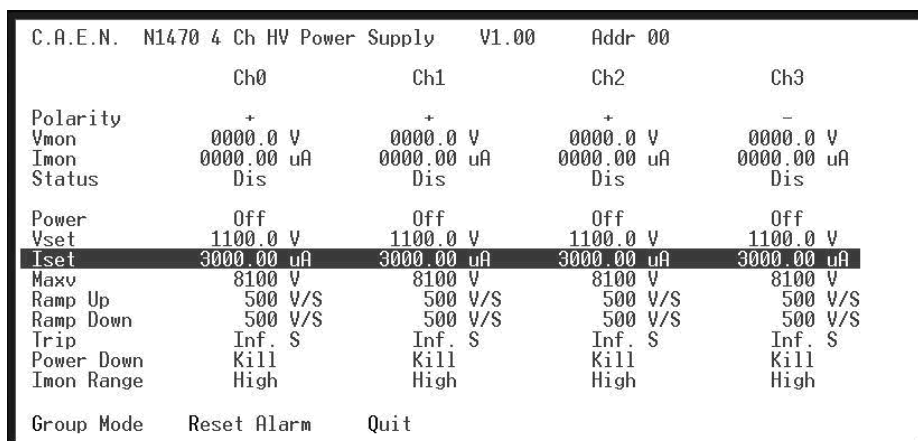 C.A.E.N. N1470 4 Ch HV Power Supply V1.00 Addr 00
Ch0 Ch1 Ch2 Ch3
Polarity + + + -
Vmon 0000.0 V 0000.0 V 0000.0 V 0000.0 V
Imon 0000.00 uA 0000.00 uA 0000.00 uA 0000.00 uA
Status Dis Dis Dis Dis
Power Off Off Off Off
Vset 1100.0 V 1100.0 V 1100.0 V 1100.0 V
Iset 3000.00 uA 3000.00 uA 3000.00 uA 3000.00 uA
Maxv 8100 V 8100 V 8100 V 8100 V
Ramp Up 500 V/S 500 V/S 500 V/S 500 V/S
Ramp Down 500 V/S 500 V/S 500 V/S 500 V/S
Trip Inf. S Inf. S Inf. S Inf. S
Power Down Kill Kill Kill Kill
Imon Range High High High High
Group Mode Reset Alarm Quit